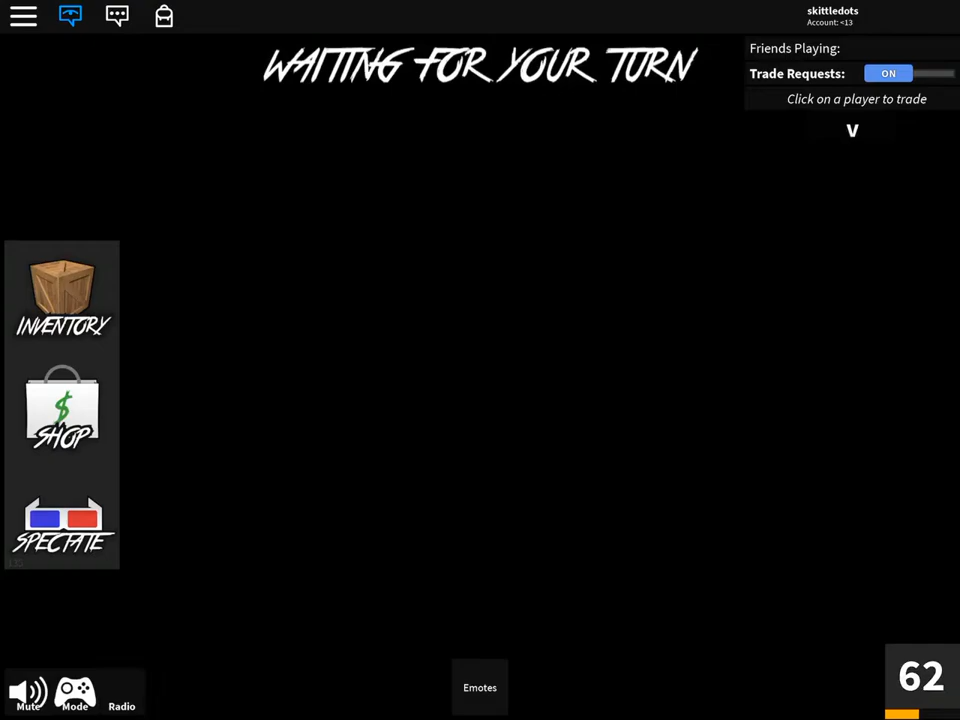 skittledots
Account: <13
WAITING FOR YOUR TURN
Friends Playing:
Trade Requests: ON
Click on a player to trade
V
INVENTORY
$
SHOP
SPECTATE
135
Mute Mode Radio
Emotes
62